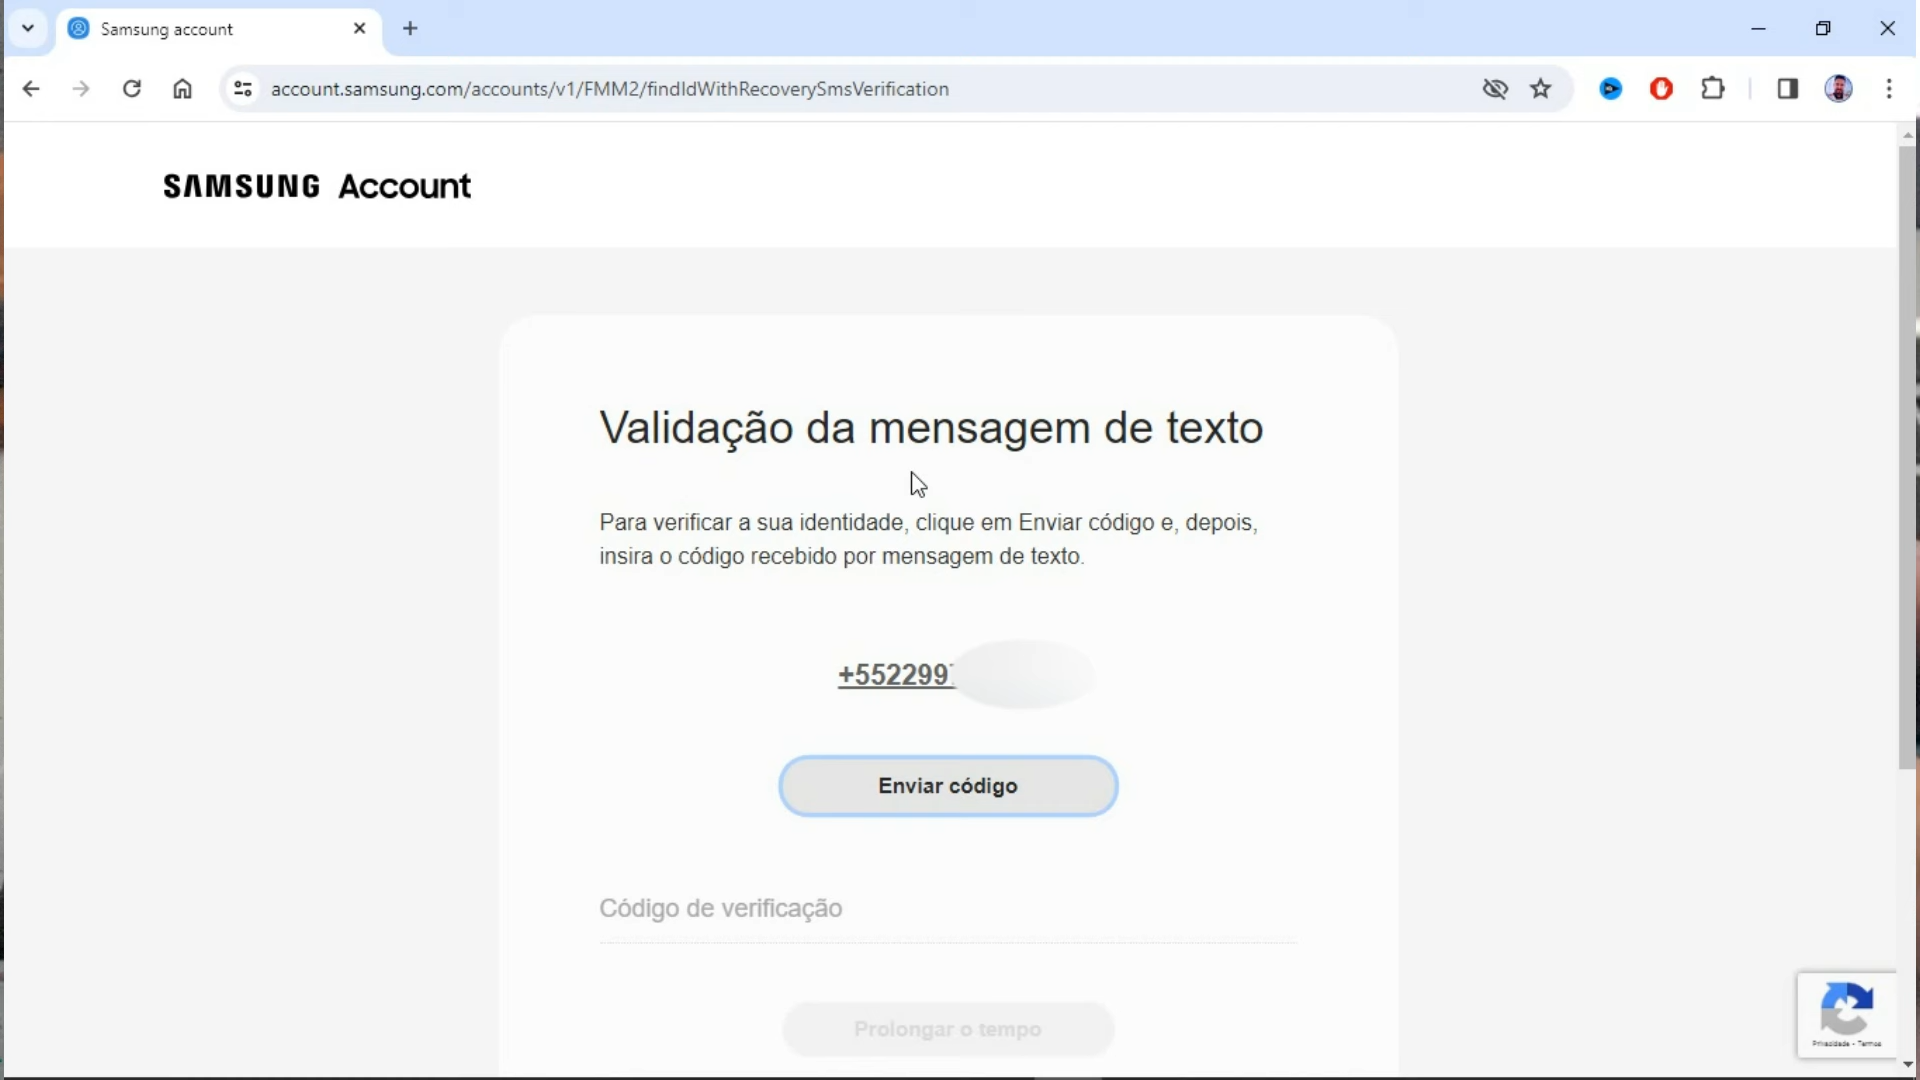 Samsung account
account.samsung.com/accounts/v1/FMM2/findIdWithRecoverySmsVerification
SAMSUNG Account
Validação da mensagem de texto
Para verificar a sua identidade, clique em Enviar código e, depois,
insira o código recebido por mensagem de texto.
+552299
Enviar código
Código de verificação
Prolongar o tempo
Privacidade - Termos